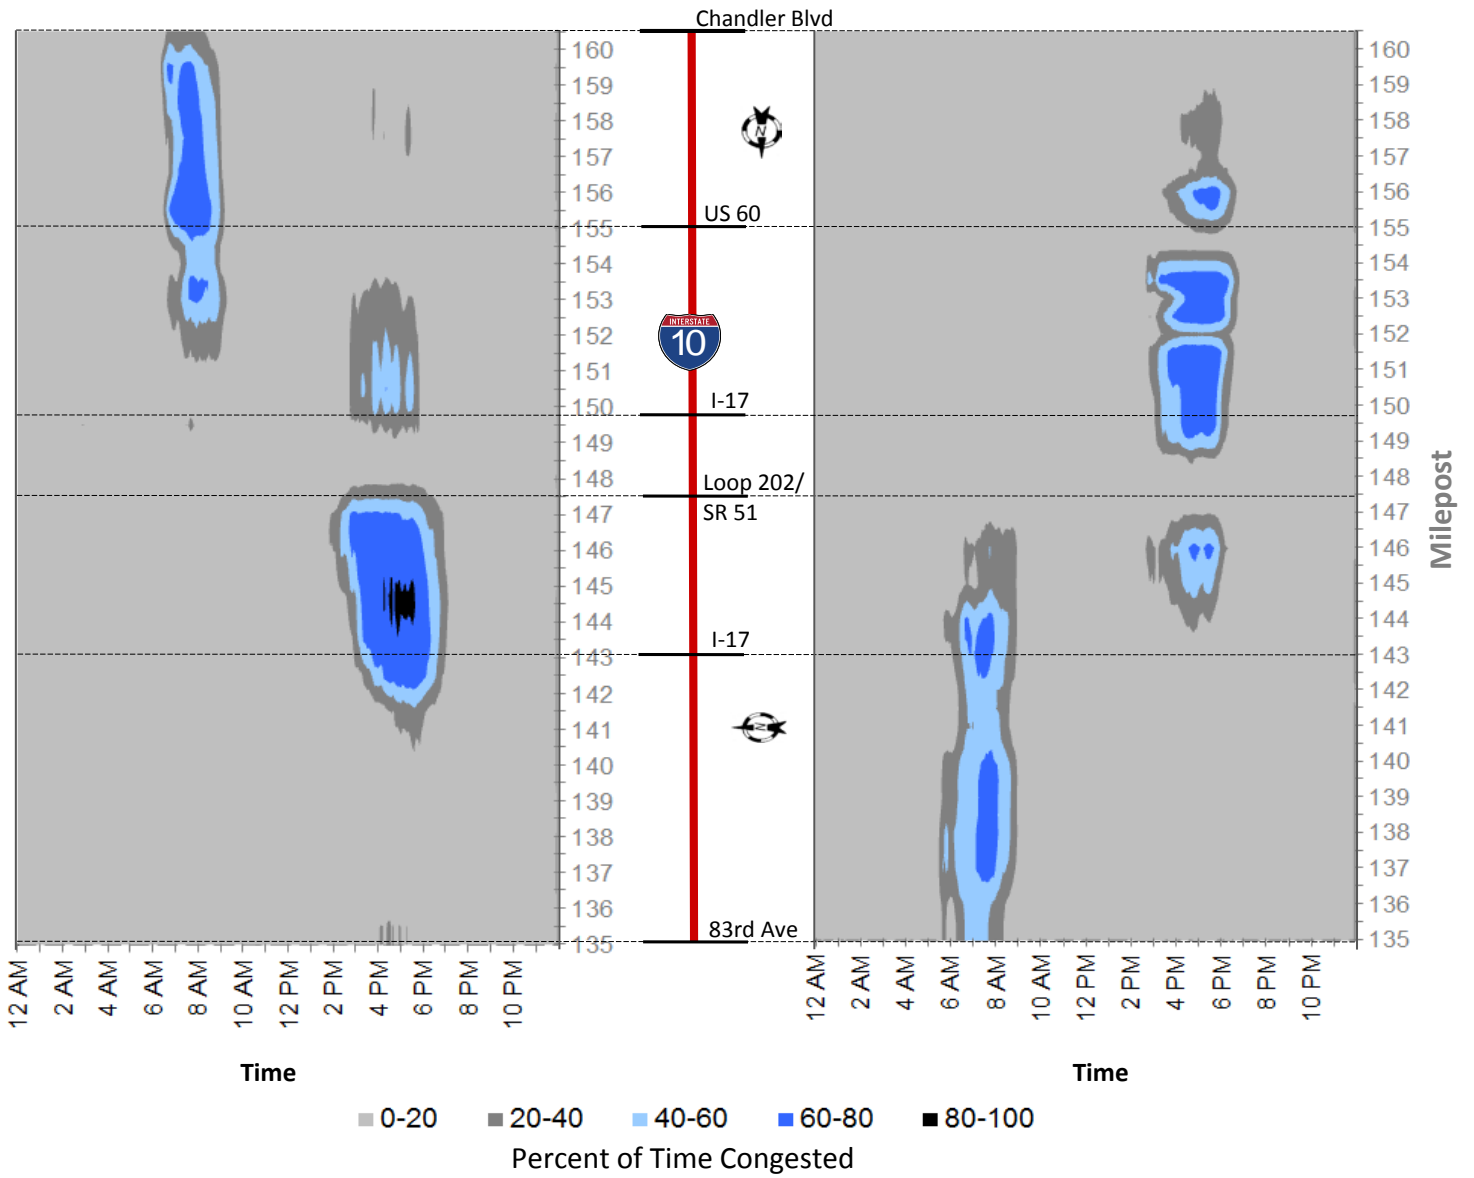 Chandler Blvd
160
159
158
157
156
155
154
153
152
151
150
149
148
147
146
145
144
143
142
141
140
139
138
137
136
135
N
US 60
INTERSTATE
10
I-17
Loop 202/
SR 51
I-17
N
83rd Ave
160
159
158
157
156
155
154
153
152
151
150
149
148
147
146
145
144
143
142
141
140
139
138
137
136
135
Milepost
12 AM
2 AM
4 AM
6 AM
8 AM
10 AM
12 PM
2 PM
4 PM
6 PM
8 PM
10 PM
12 AM
2 AM
4 AM
6 AM
8 AM
10 AM
12 PM
2 PM
4 PM
6 PM
8 PM
10 PM
Time
Time
0-20 20-40 40-60 60-80 80-100
Percent of Time Congested